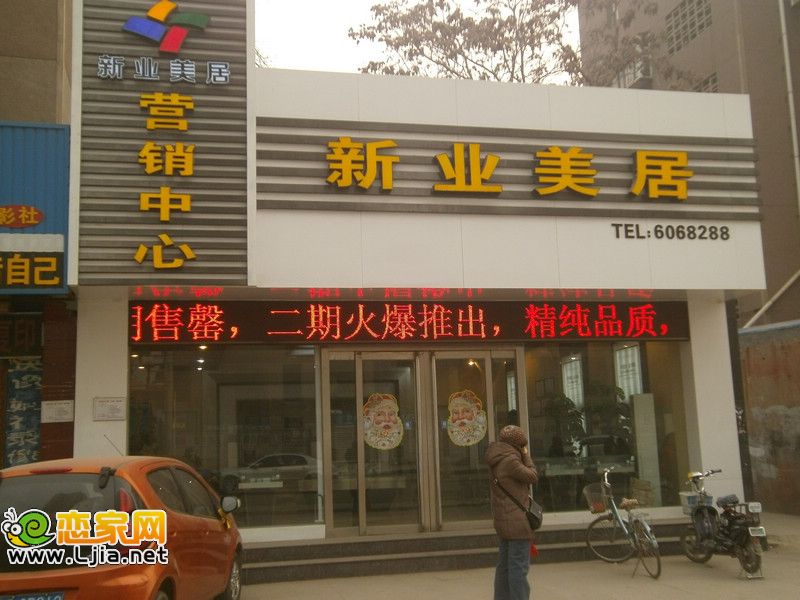 新业美居
营销中心
新业美居
TEL:6068288
售罄，二期火爆推出，精纯品质，
影社
自己
恋家网
www.Ljia.net